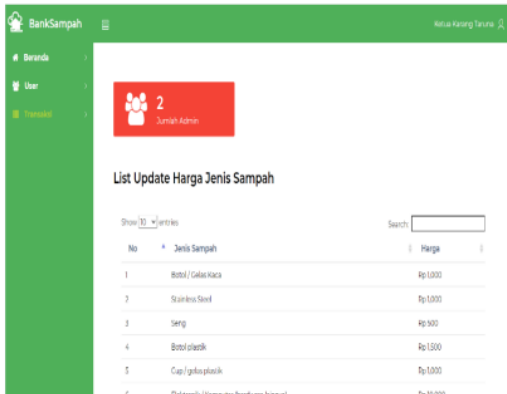 BankSampah
Ketua Karang Taruna
Beranda
User
Transaksi
2
Jumlah Admin
List Update Harga Jenis Sampah
Show 10 entries
Search:
No Jenis Sampah Harga
1 Botol / Gelas Kaca Rp 1,000
2 Stainless Steel Rp 1,000
3 Seng Rp 500
4 Botol plastik Rp 1,500
5 Cup / gelas plastik Rp 1,000